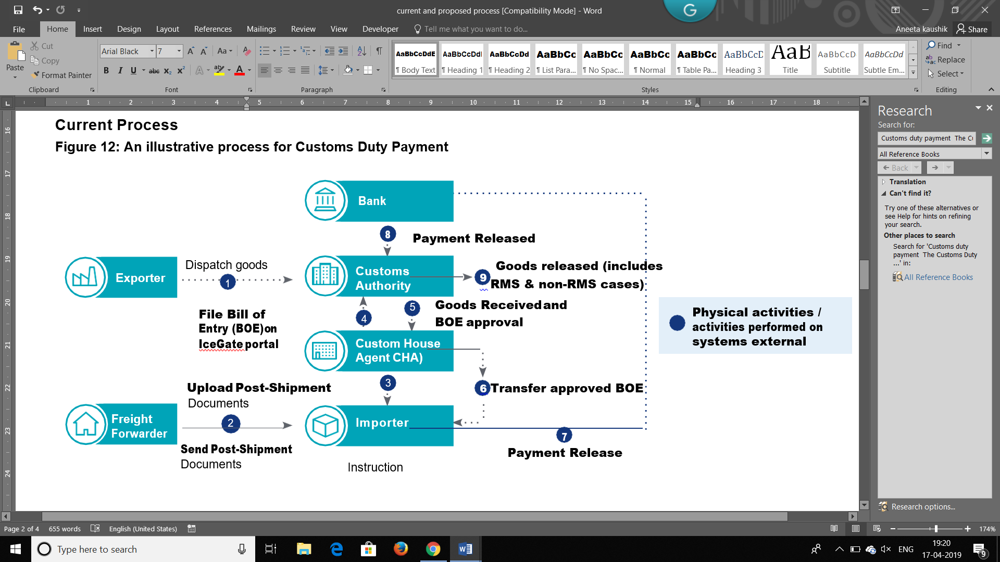 current and proposed process [Compatibility Mode] - Word
G
File
Home
Insert
Design
Layout
References
Mailings
Review
View
Developer
Tell me what you want to do...
Aneeta kaushik
Share
Paste
Cut
Copy
Format Painter
Clipboard
Arial Black
7
Aa
B I U abc X₂ X²
A ab A
Font
Paragraph
AaBbCcDdE
AaBbCcDdI
AaBbCcDd
AaBbCc
AaBbCc
AaBbCc
AaBbCc
AaBbCcD
AaB
AaBbCcD
AaBbCcDd
¶ Body Text
¶ Heading 1
¶ Heading 2
¶ List Para...
¶ No Spac...
¶ Normal
¶ Table Pa...
Heading 3
Title
Subtitle
Subtle Em...
Styles
Find
Replace
Select
Editing
1 2 3 4 5 6 7 8 9 10 11 12 13 14 15 16 17 18
16
17
18
19
20
21
22
23
24
Current Process
Figure 12: An illustrative process for Customs Duty Payment
Bank
8
Payment Released
Exporter
Dispatch goods
1
Customs
Authority
9
Goods released (includes
RMS & non-RMS cases)
File Bill of
Entry (BOE) on
IceGate portal
4
5
Goods Received and
BOE approval
Physical activities /
activities performed on
systems external
Custom House
Agent CHA)
Upload Post-Shipment
Documents
3
6
Transfer approved BOE
Freight
Forwarder
2
Importer
7
Send Post-Shipment
Documents
Payment Release
Instruction
Research
Search for:
Customs duty payment The Cu
All Reference Books
Back
Translation
Can't find it?
Try one of these alternatives or
see Help for hints on refining
your search.
Other places to search
Search for 'Customs duty
payment The Customs Duty
...' in:
All Reference Books
Research options...
Page 2 of 4
655 words
English (United States)
174%
Type here to search
ENG
19:20
17-04-2019
9